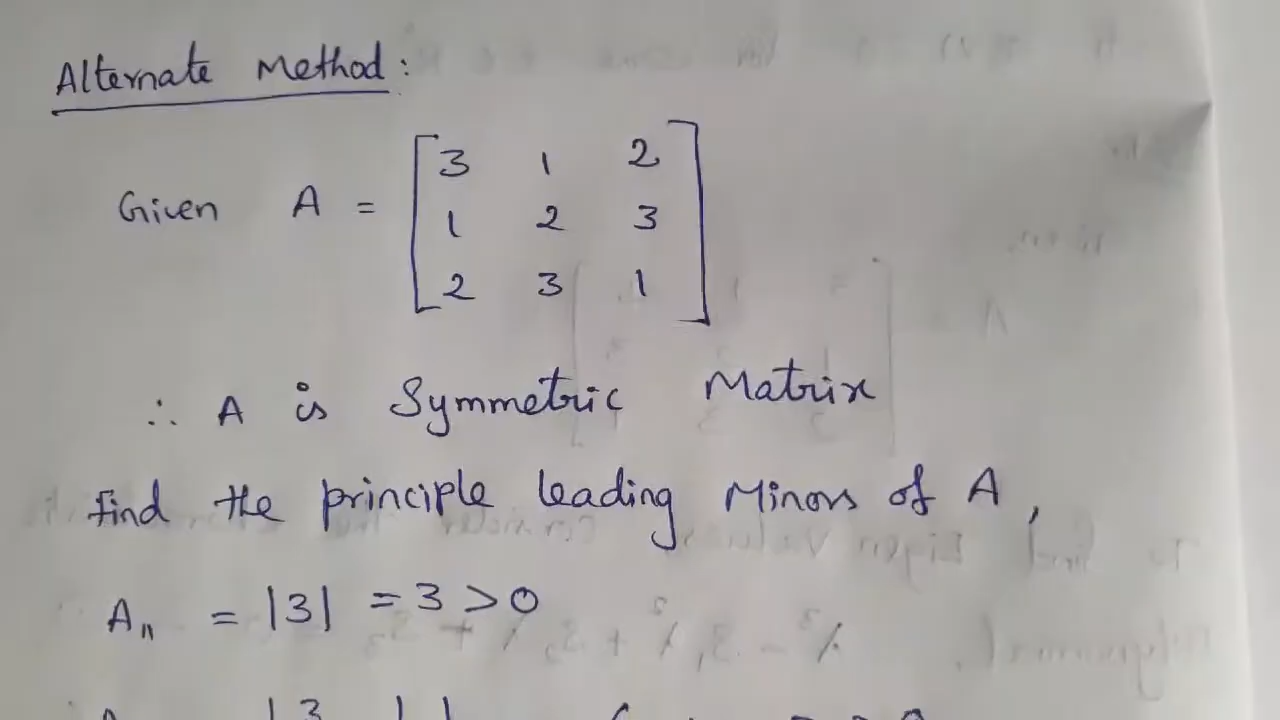 Alternate Method:
Given A = [3 1 2
1 2 3
2 3 1]
∴ A is Symmetric Matrix
find the principle leading Minors of A,
A₁₁ = |3| = 3 > 0